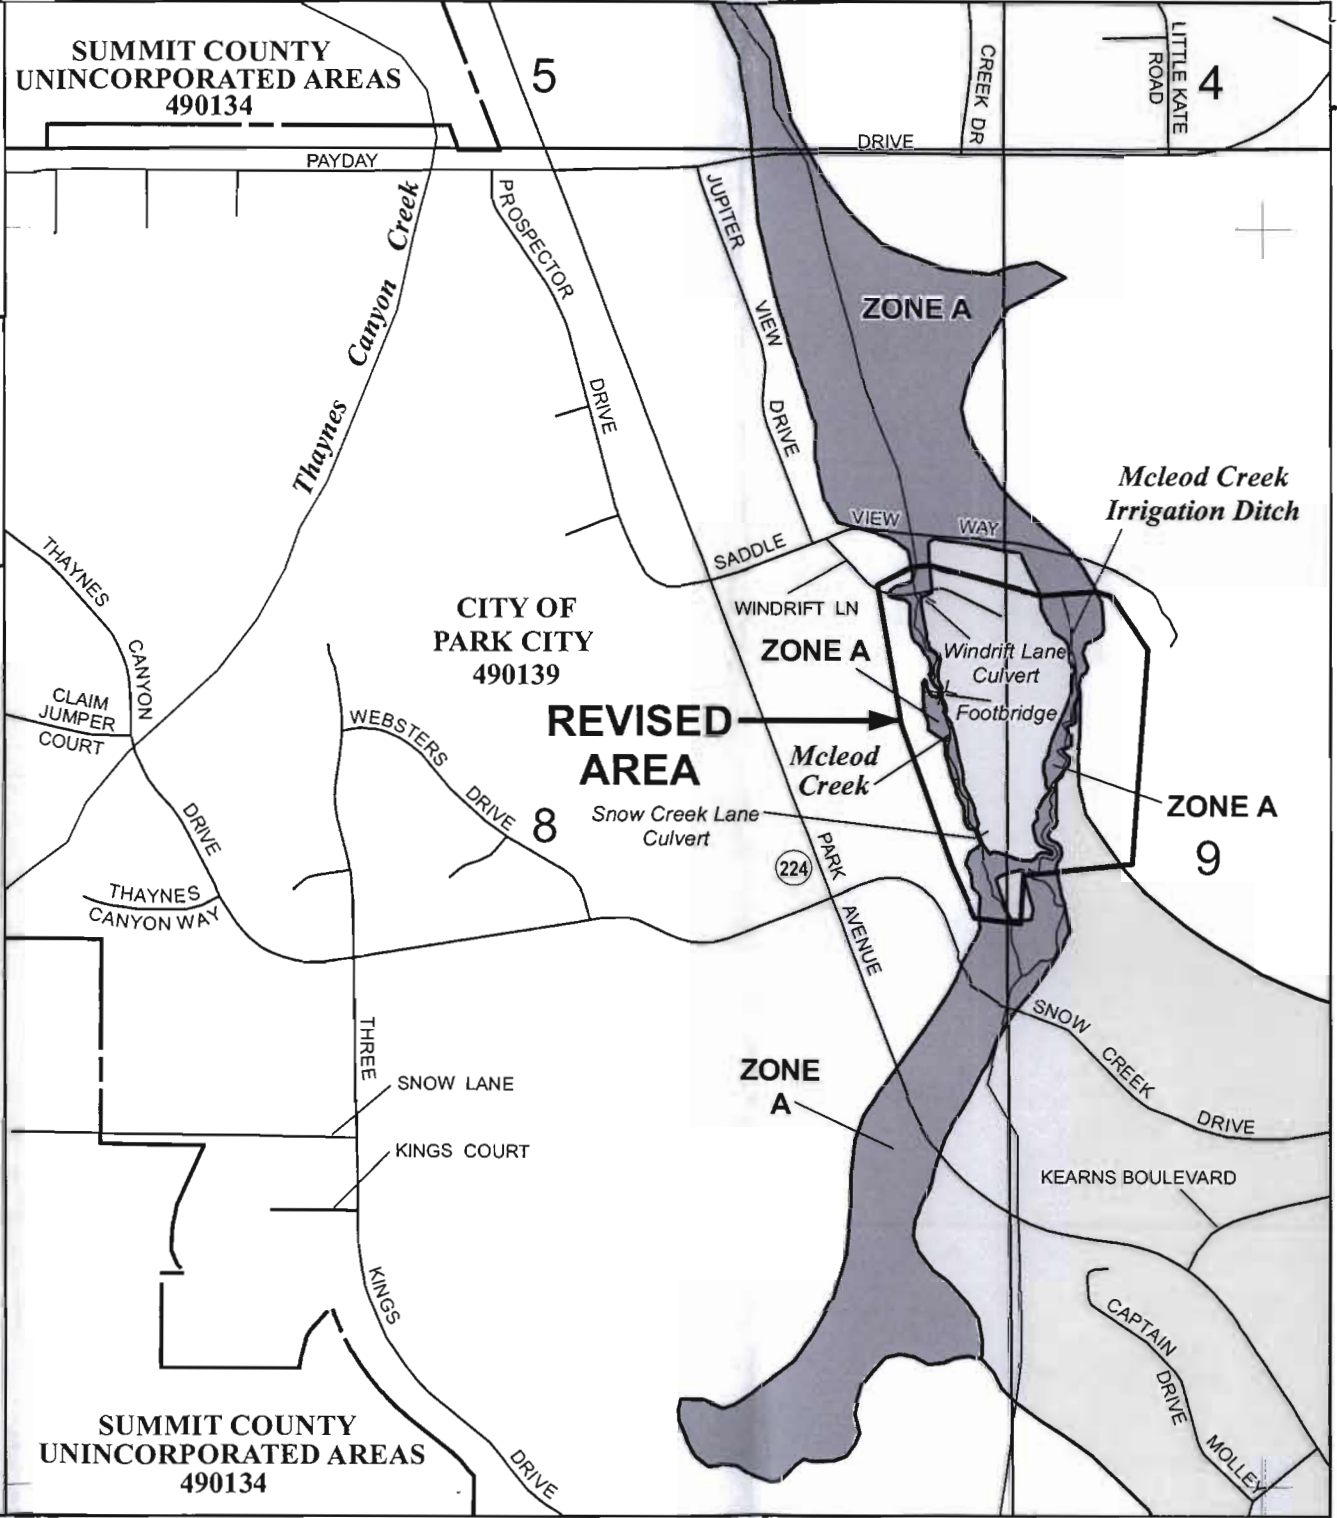 SUMMIT COUNTY
UNINCORPORATED AREAS
490134
5
CREEK DR
LITTLE KATE
ROAD
4
DRIVE
PAYDAY
Thaynes Canyon Creek
PROSPECTOR
DRIVE
JUPITER
VIEW
DRIVE
ZONE A
Mcleod Creek
Irrigation Ditch
VIEW WAY
SADDLE
WINDRIFT LN
THAYNES
CANYON
DRIVE
CLAIM
JUMPER
COURT
CITY OF
PARK CITY
490139
ZONE A
Windrift Lane
Culvert
Footbridge
REVISED
AREA
Mcleod
Creek
Snow Creek Lane
Culvert
WEBSTERS
DRIVE
8
ZONE A
9
224
PARK
AVENUE
THAYNES
CANYON WAY
THREE
KINGS
DRIVE
SNOW LANE
KINGS COURT
ZONE
A
SNOW
CREEK
DRIVE
KEARNS BOULEVARD
CAPTAIN
DRIVE
MOLLEY
SUMMIT COUNTY
UNINCORPORATED AREAS
490134